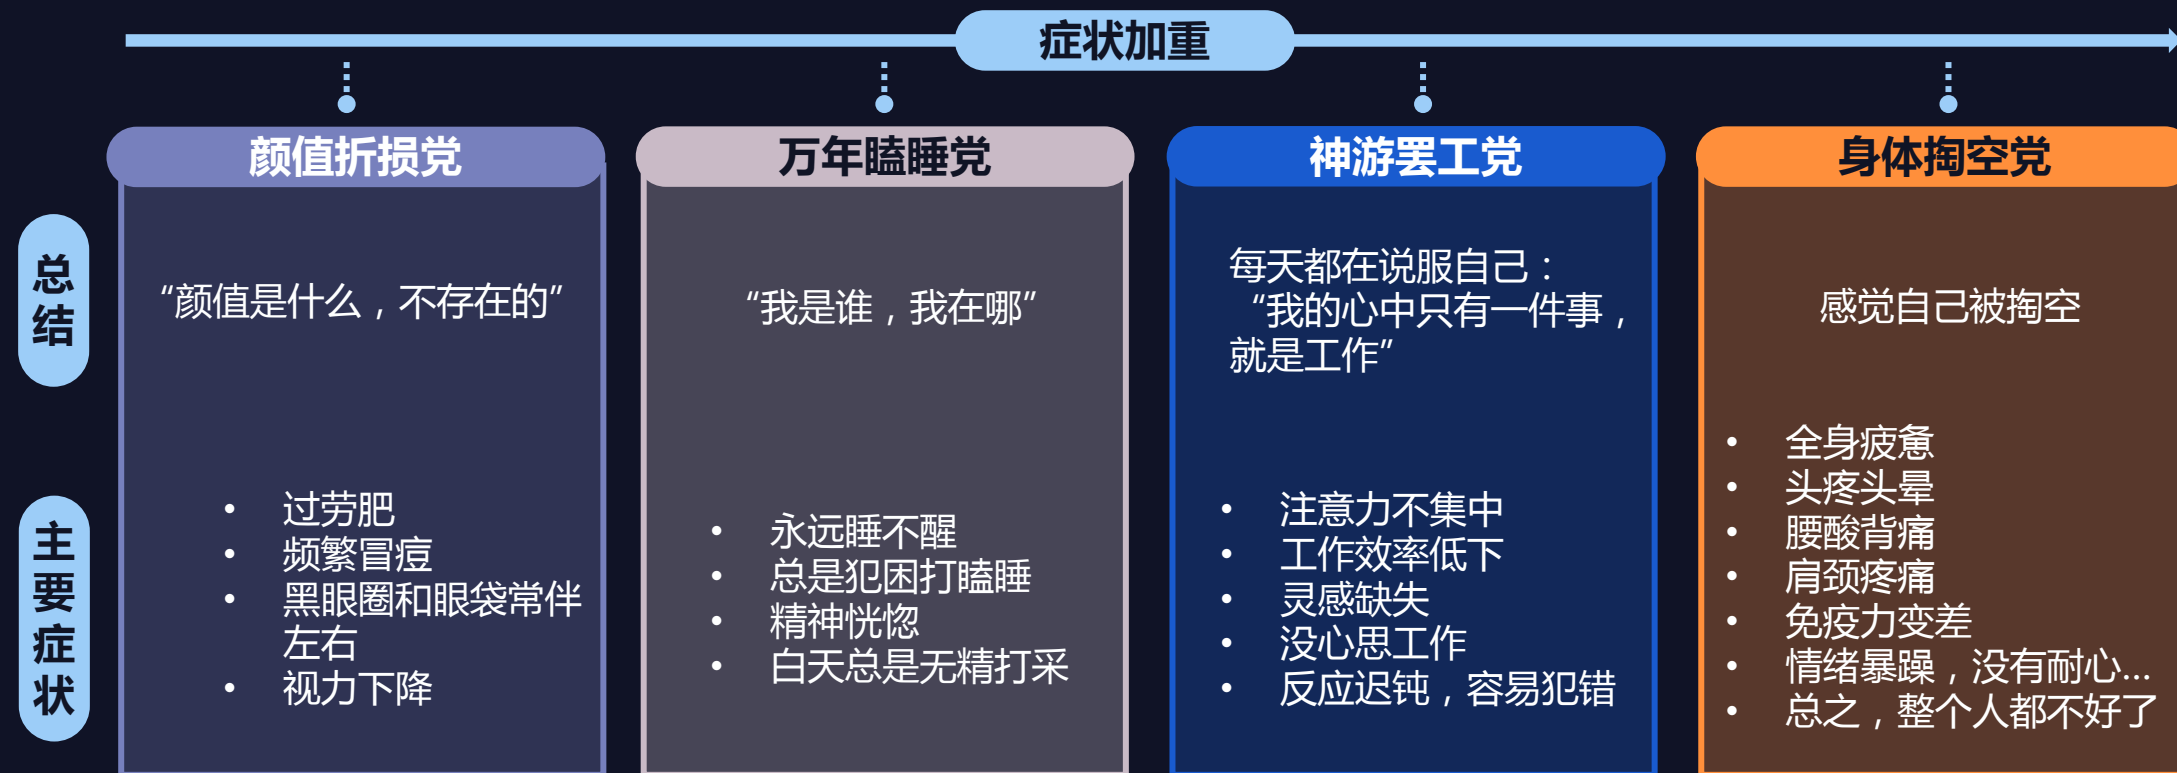 症状加重
颜值折损党
万年瞌睡党
神游罢工党
身体掏空党
总结
“颜值是什么，不存在的”
“我是谁，我在哪”
每天都在说服自己：
“我的心中只有一件事，
就是工作”
感觉自己被掏空
主要症状
• 过劳肥
• 频繁冒痘
• 黑眼圈和眼袋常伴
左右
• 视力下降
• 永远睡不醒
• 总是犯困打瞌睡
• 精神恍惚
• 白天总是无精打采
• 注意力不集中
• 工作效率低下
• 灵感缺失
• 没心思工作
• 反应迟钝，容易犯错
• 全身疲惫
• 头疼头晕
• 腰酸背痛
• 肩颈疼痛
• 免疫力变差
• 情绪暴躁，没有耐心...
• 总之，整个人都不好了